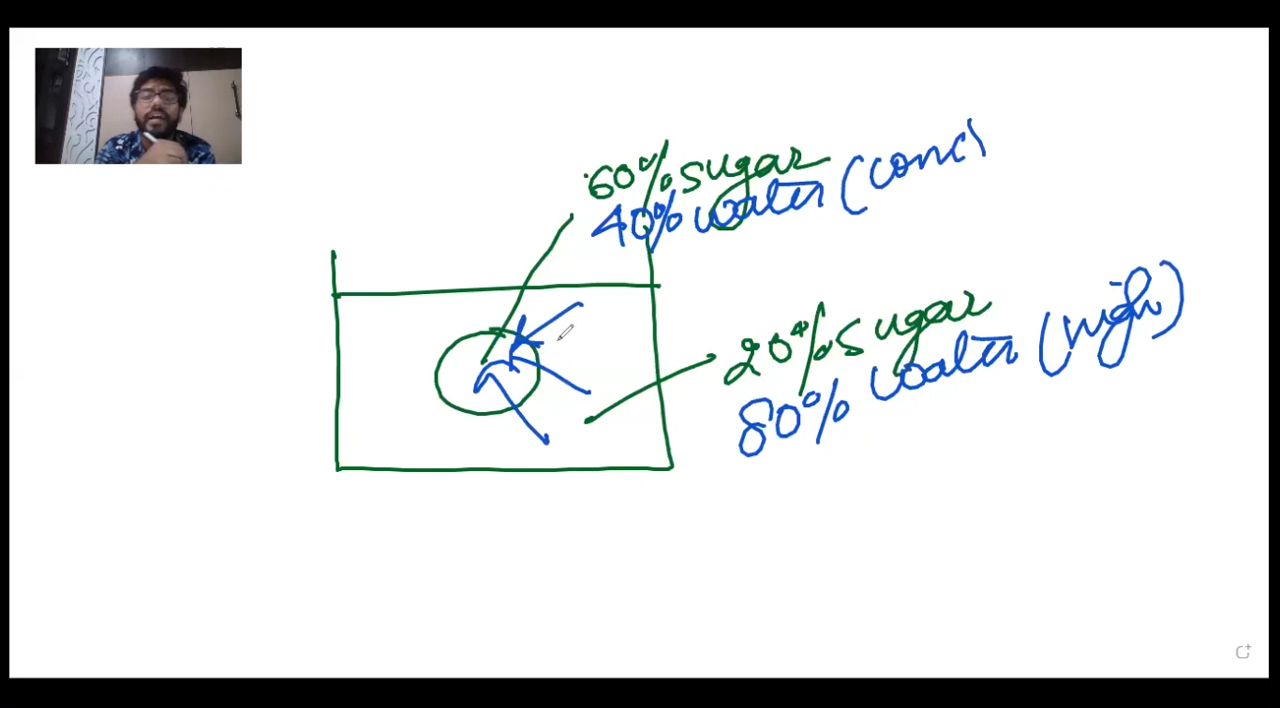 60% sugar
40% water (conc)
20% sugar
80% water (high)